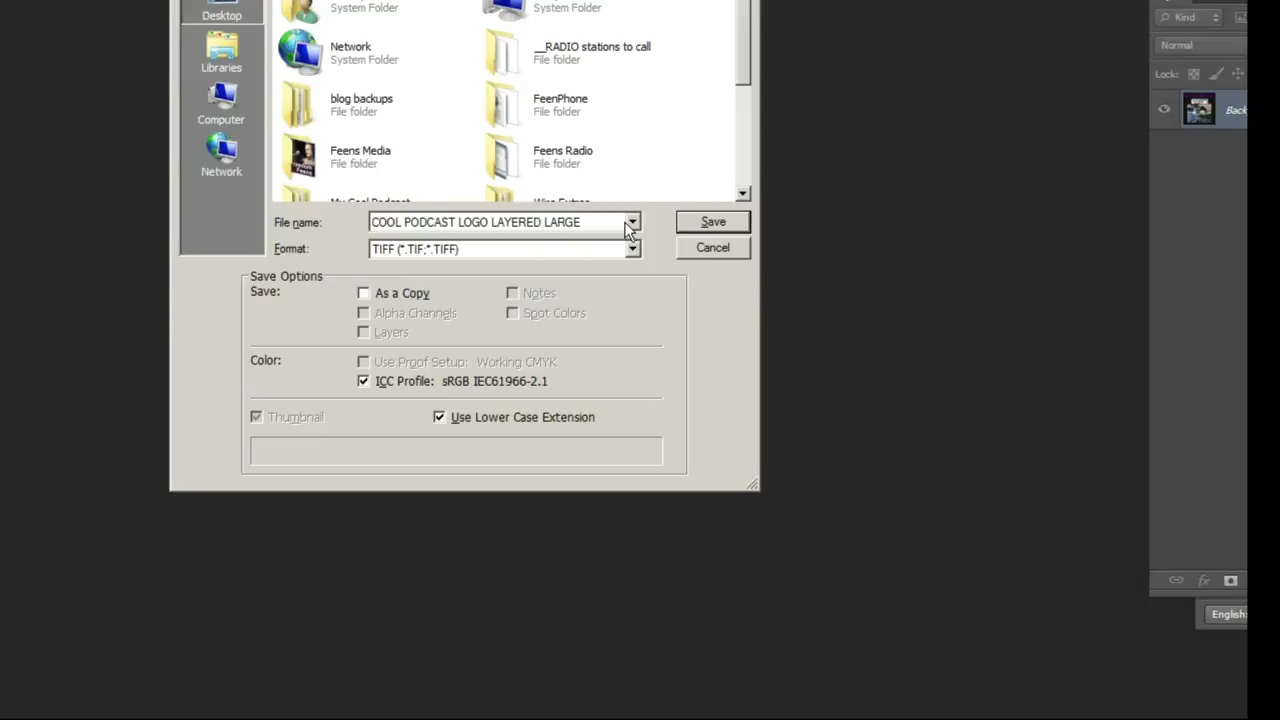 Desktop
System Folder
System Folder
Kind
Network
System Folder
__RADIO stations to call
File folder
Normal
Libraries
Lock:
blog backups
File folder
FeenPhone
File folder
Computer
Back
Feens Media
File folder
Feens Radio
File folder
Network
File name:
COOL PODCAST LOGO LAYERED LARGE
Save
Format:
TIFF (*.TIF;*.TIFF)
Cancel
Save Options
Save:
As a Copy
Notes
Alpha Channels
Spot Colors
Layers
Color:
Use Proof Setup: Working CMYK
ICC Profile: sRGB IEC61966-2.1
Thumbnail
Use Lower Case Extension
fx
English: